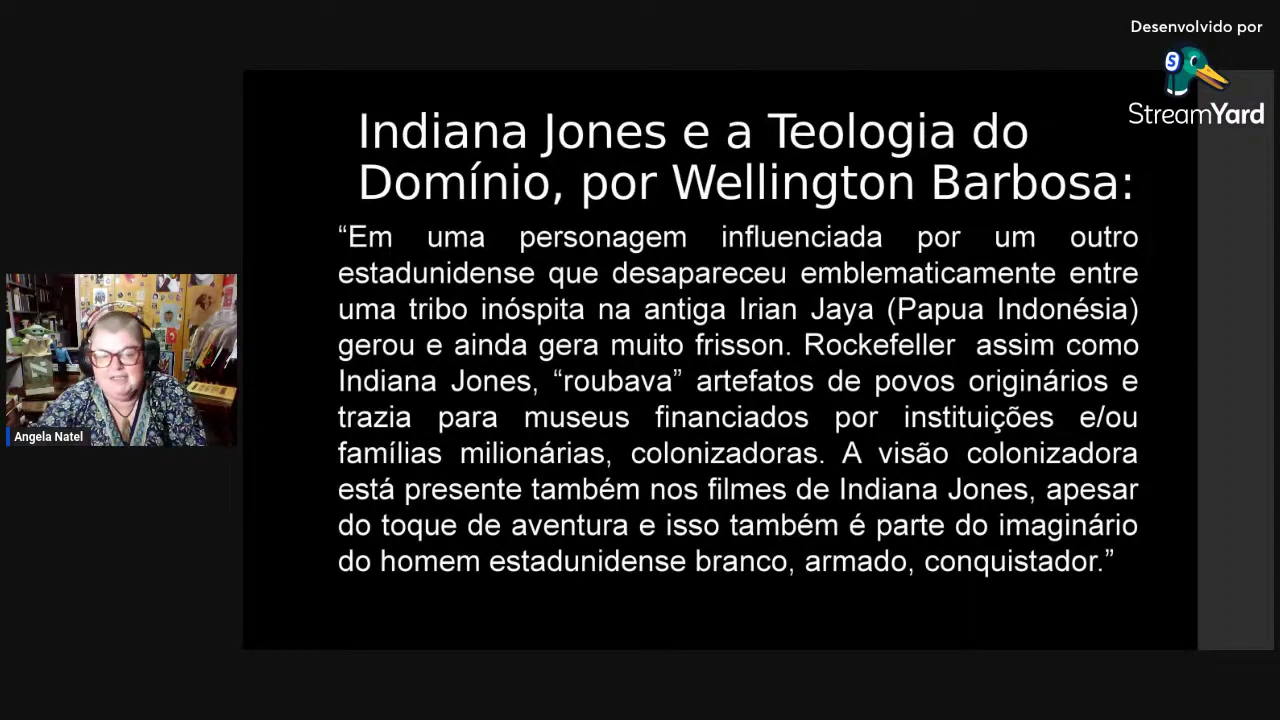 Desenvolvido por
StreamYard
Indiana Jones e a Teologia do
Domínio, por Wellington Barbosa:
“Em uma personagem influenciada por um outro
estadunidense que desapareceu emblematicamente entre
uma tribo inóspita na antiga Irian Jaya (Papua Indonésia)
gerou e ainda gera muito frisson. Rockefeller assim como
Indiana Jones, “roubava” artefatos de povos originários e
trazia para museus financiados por instituições e/ou
famílias milionárias, colonizadoras. A visão colonizadora
está presente também nos filmes de Indiana Jones, apesar
do toque de aventura e isso também é parte do imaginário
do homem estadunidense branco, armado, conquistador.”
Angela Natel